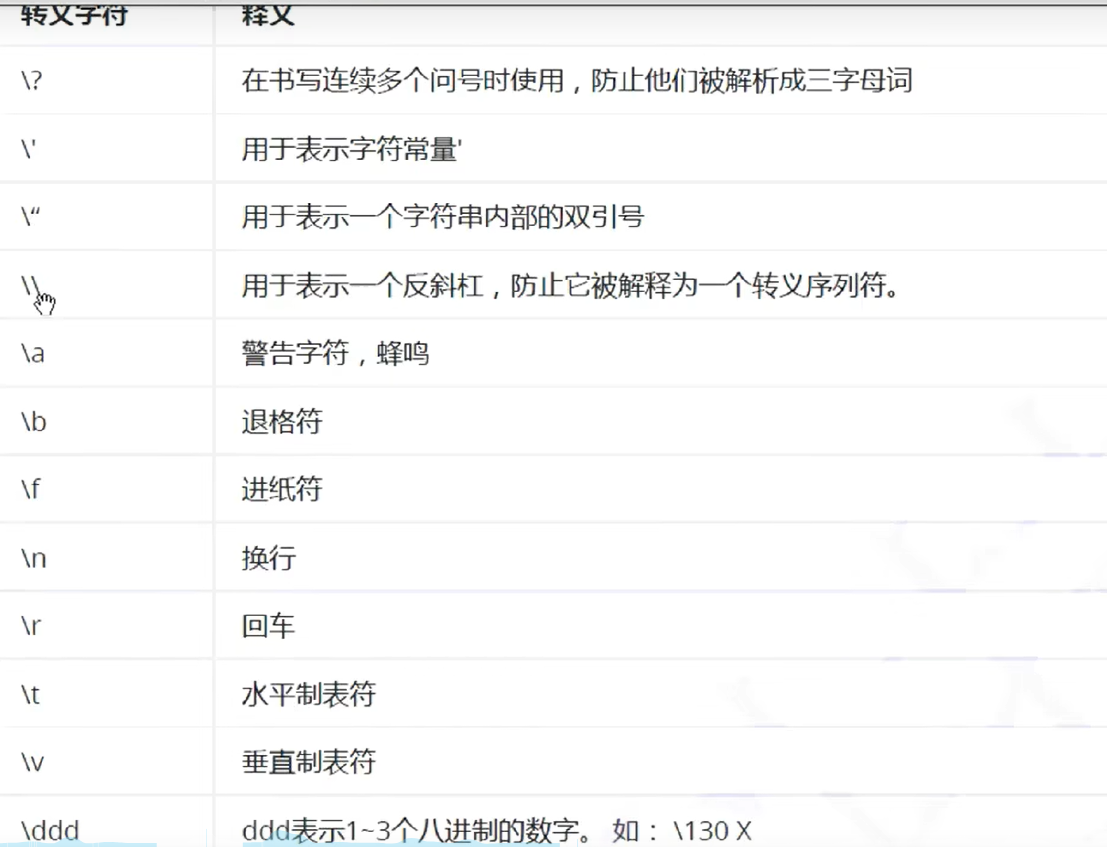 转义字符 释义
\? 在书写连续多个问号时使用，防止他们被解析成三字母词
\' 用于表示字符常量'
\“ 用于表示一个字符串内部的双引号
\\ 用于表示一个反斜杠，防止它被解释为一个转义序列符。
\a 警告字符，蜂鸣
\b 退格符
\f 进纸符
\n 换行
\r 回车
\t 水平制表符
\v 垂直制表符
\ddd ddd表示1~3个八进制的数字。 如： \130 X